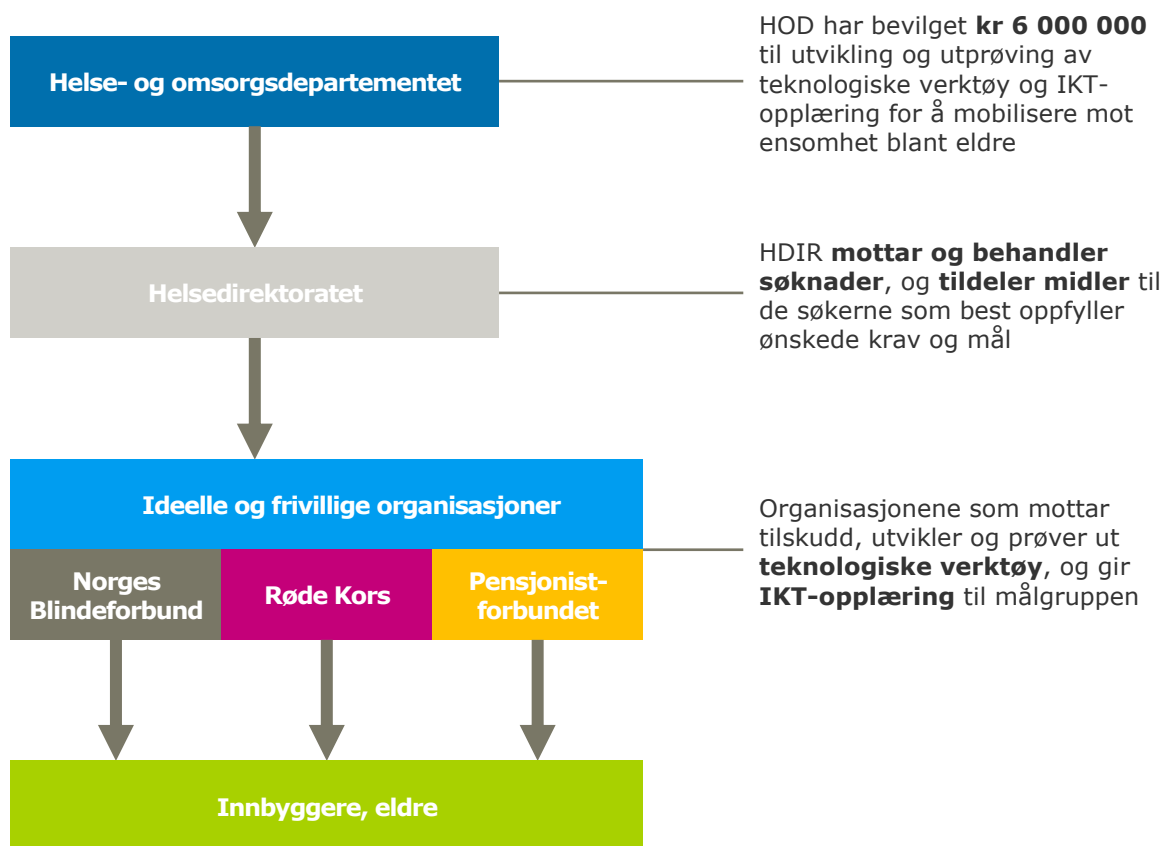 HOD har bevilget kr 6 000 000
til utvikling og utprøving av
teknologiske verktøy og IKT-
opplæring for å mobilisere mot
ensomhet blant eldre
Helse- og omsorgsdepartementet
HDIR mottar og behandler
søknader, og tildeler midler til
de søkerne som best oppfyller
ønskede krav og mål
Helsedirektoratet
Ideelle og frivillige organisasjoner
Organisasjonene som mottar
tilskudd, utvikler og prøver ut
teknologiske verktøy, og gir
IKT-opplæring til målgruppen
Norges
Blindeforbund
Røde Kors
Pensjonist-
forbundet
Innbyggere, eldre